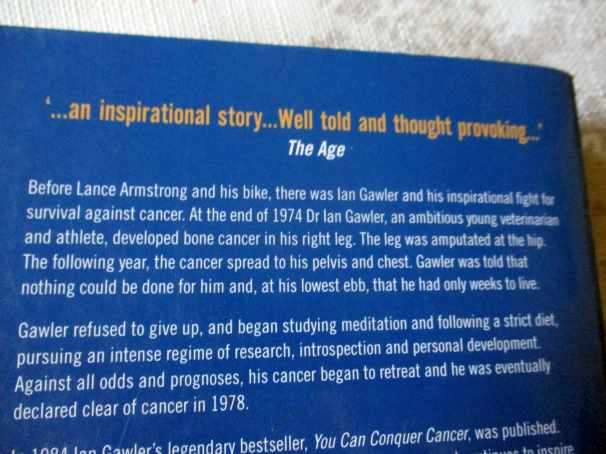 ‘...an inspirational story...Well told and thought provoking...’
The Age
Before Lance Armstrong and his bike, there was Ian Gawler and his inspirational fight for
survival against cancer. At the end of 1974 Dr Ian Gawler, an ambitious young veterinarian
and athlete, developed bone cancer in his right leg. The leg was amputated at the hip.
The following year, the cancer spread to his pelvis and chest. Gawler was told that
nothing could be done for him and, at his lowest ebb, that he had only weeks to live.
Gawler refused to give up, and began studying meditation and following a strict diet,
pursuing an intense regime of research, introspection and personal development.
Against all odds and prognoses, his cancer began to retreat and he was eventually
declared clear of cancer in 1978.
In 1984 Ian Gawler's legendary bestseller, You Can Conquer Cancer, was published.
to inspire